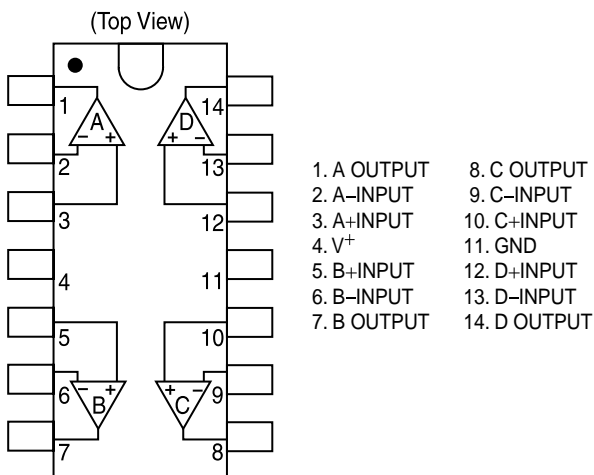 (Top View)
1 A D 14
− + + −
2 13
3 12
4 11
5 10
6 − + B + − C 9
7 8
1. A OUTPUT 8. C OUTPUT
2. A–INPUT 9. C–INPUT
3. A+INPUT 10. C+INPUT
4. V+ 11. GND
5. B+INPUT 12. D+INPUT
6. B–INPUT 13. D–INPUT
7. B OUTPUT 14. D OUTPUT